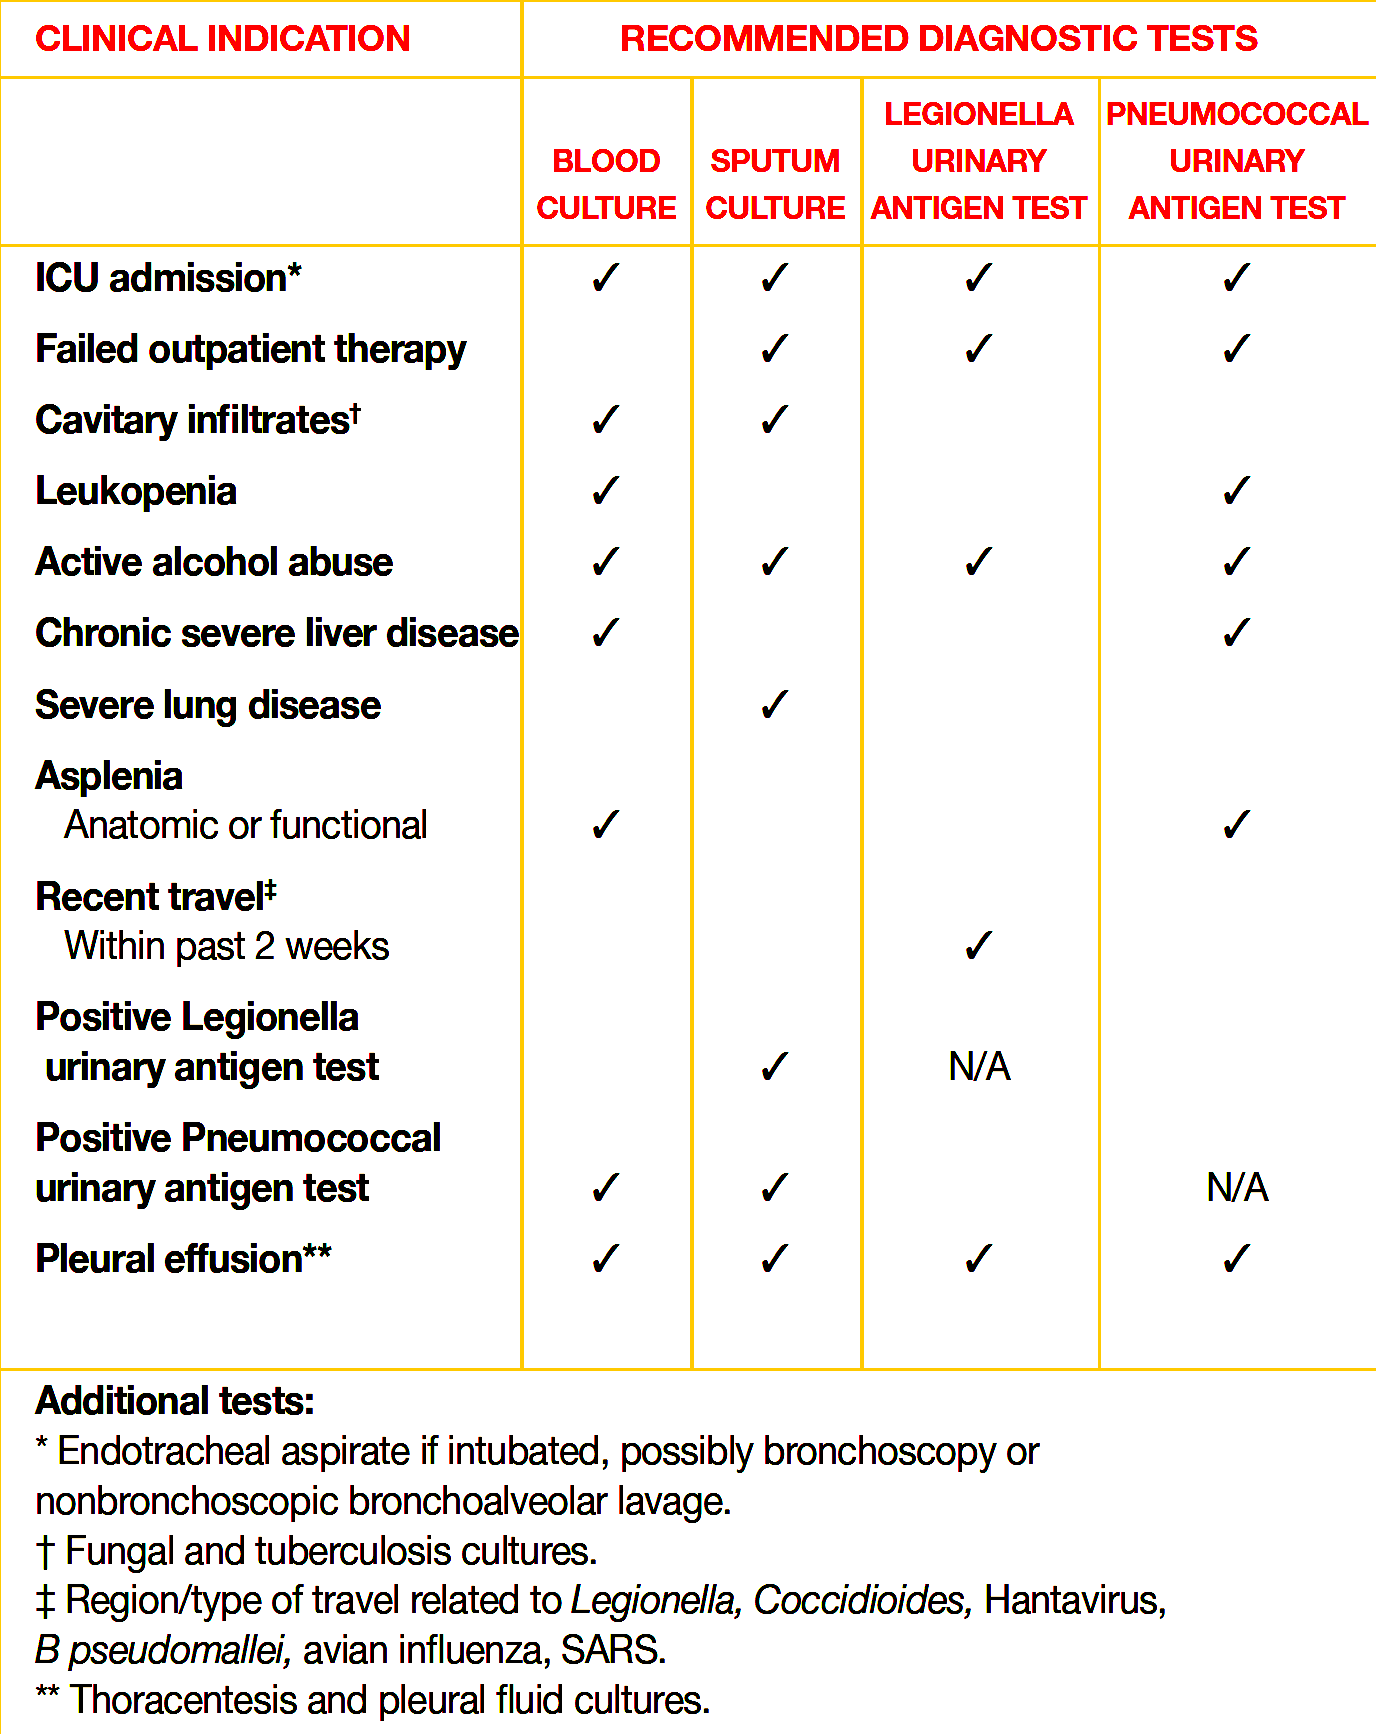 CLINICAL INDICATION RECOMMENDED DIAGNOSTIC TESTS
LEGIONELLA PNEUMOCOCCAL
BLOOD SPUTUM URINARY URINARY
CULTURE CULTURE ANTIGEN TEST ANTIGEN TEST
ICU admission* ✓ ✓ ✓ ✓
Failed outpatient therapy ✓ ✓ ✓
Cavitary infiltrates† ✓ ✓
Leukopenia ✓ ✓
Active alcohol abuse ✓ ✓ ✓ ✓
Chronic severe liver disease ✓ ✓
Severe lung disease ✓
Asplenia
Anatomic or functional ✓ ✓
Recent travel‡
Within past 2 weeks ✓
Positive Legionella
urinary antigen test ✓ N/A
Positive Pneumococcal
urinary antigen test ✓ ✓ N/A
Pleural effusion** ✓ ✓ ✓ ✓
Additional tests:
* Endotracheal aspirate if intubated, possibly bronchoscopy or
nonbronchoscopic bronchoalveolar lavage.
† Fungal and tuberculosis cultures.
‡ Region/type of travel related to Legionella, Coccidioides, Hantavirus,
B pseudomallei, avian influenza, SARS.
** Thoracentesis and pleural fluid cultures.